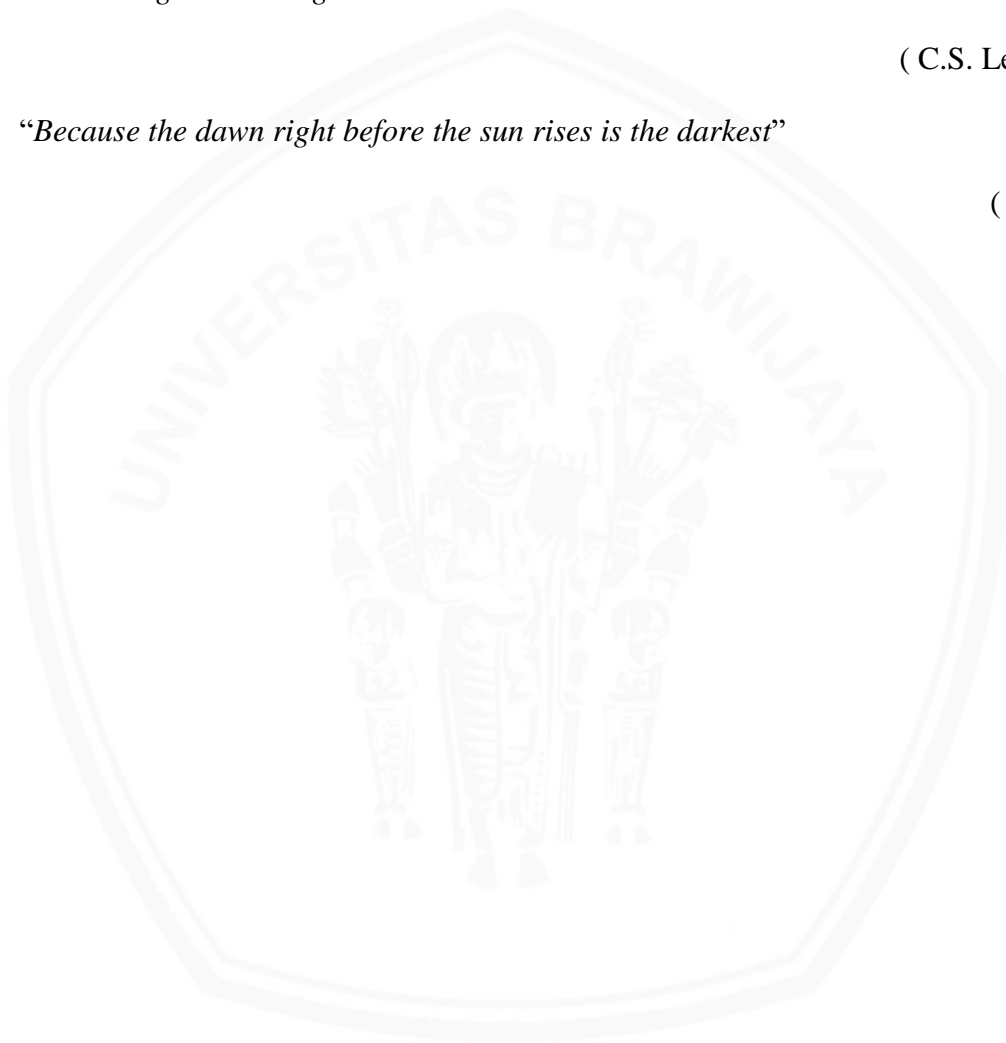 ( C.S. Le
“Because the dawn right before the sun rises is the darkest”
(
UNIVERSITAS BRAWIJAYA